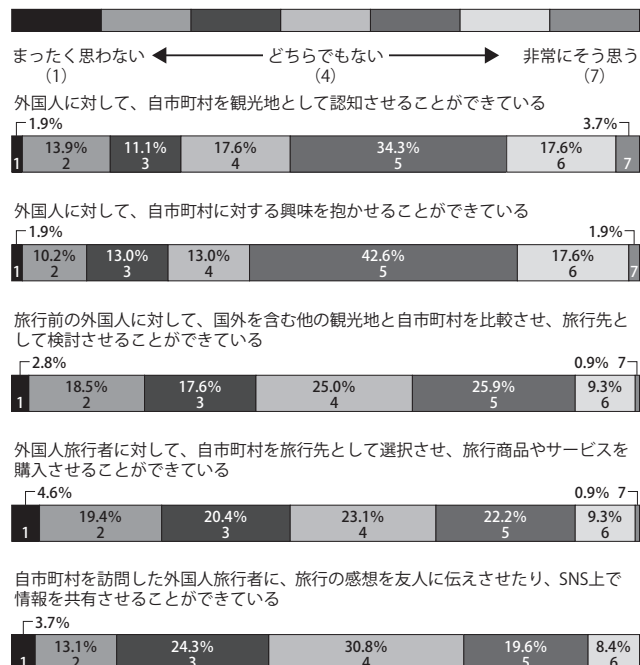 まったく思わない どちらでもない 非常にそう思う
（1） （4） （7）
外国人に対して、自市町村を観光地として認知させることができている
1.9% 3.7%
13.9% 11.1% 17.6% 34.3% 17.6%
1 2 3 4 5 6 7
外国人に対して、自市町村に対する興味を抱かせることができている
1.9% 1.9%
10.2% 13.0% 13.0% 42.6% 17.6%
1 2 3 4 5 6 7
旅行前の外国人に対して、国外を含む他の観光地と自市町村を比較させ、旅行先と
して検討させることができている
2.8% 0.9% 7
18.5% 17.6% 25.0% 25.9% 9.3%
1 2 3 4 5 6
外国人旅行者に対して、自市町村を旅行先として選択させ、旅行商品やサービスを
購入させることができている
4.6% 0.9% 7
19.4% 20.4% 23.1% 22.2% 9.3%
1 2 3 4 5 6
自市町村を訪問した外国人旅行者に、旅行の感想を友人に伝えさせたり、SNS上で
情報を共有させることができている
3.7%
13.1% 24.3% 30.8% 19.6% 8.4%
1 2 3 4 5 6